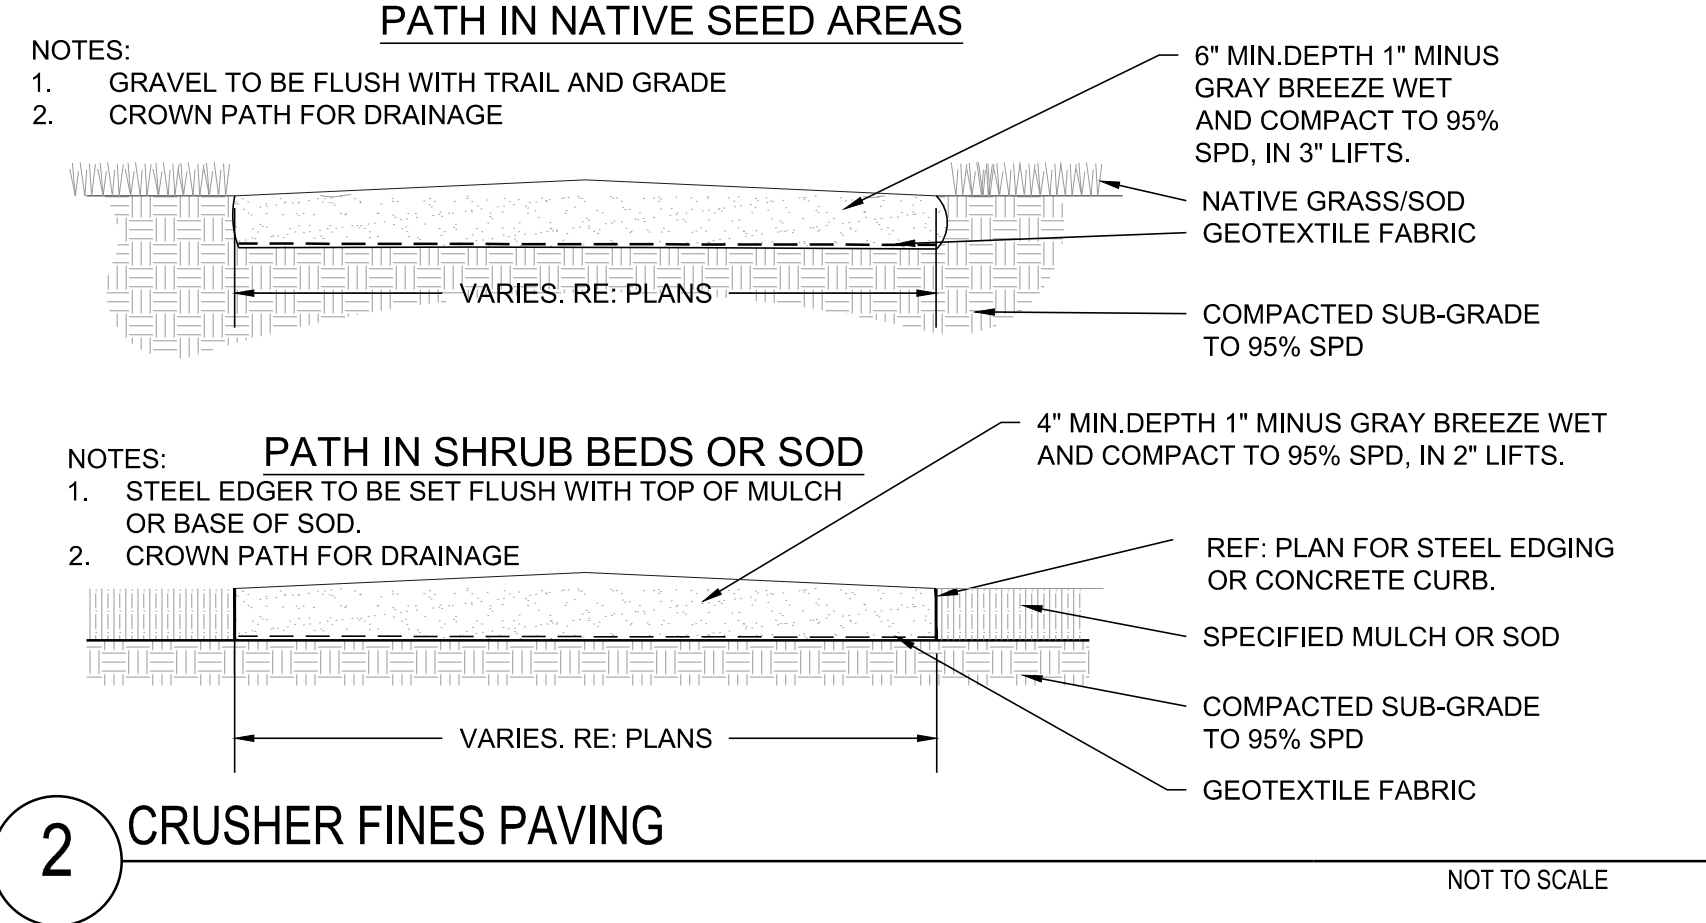 PATH IN NATIVE SEED AREAS
NOTES:
1. GRAVEL TO BE FLUSH WITH TRAIL AND GRADE
2. CROWN PATH FOR DRAINAGE
6" MIN.DEPTH 1" MINUS
GRAY BREEZE WET
AND COMPACT TO 95%
SPD, IN 3" LIFTS.
NATIVE GRASS/SOD
GEOTEXTILE FABRIC
VARIES. RE: PLANS
COMPACTED SUB-GRADE
TO 95% SPD
PATH IN SHRUB BEDS OR SOD
NOTES:
1. STEEL EDGER TO BE SET FLUSH WITH TOP OF MULCH
OR BASE OF SOD.
2. CROWN PATH FOR DRAINAGE
4" MIN.DEPTH 1" MINUS GRAY BREEZE WET
AND COMPACT TO 95% SPD, IN 2" LIFTS.
REF: PLAN FOR STEEL EDGING
OR CONCRETE CURB.
SPECIFIED MULCH OR SOD
COMPACTED SUB-GRADE
TO 95% SPD
VARIES. RE: PLANS
GEOTEXTILE FABRIC
2 CRUSHER FINES PAVING
NOT TO SCALE